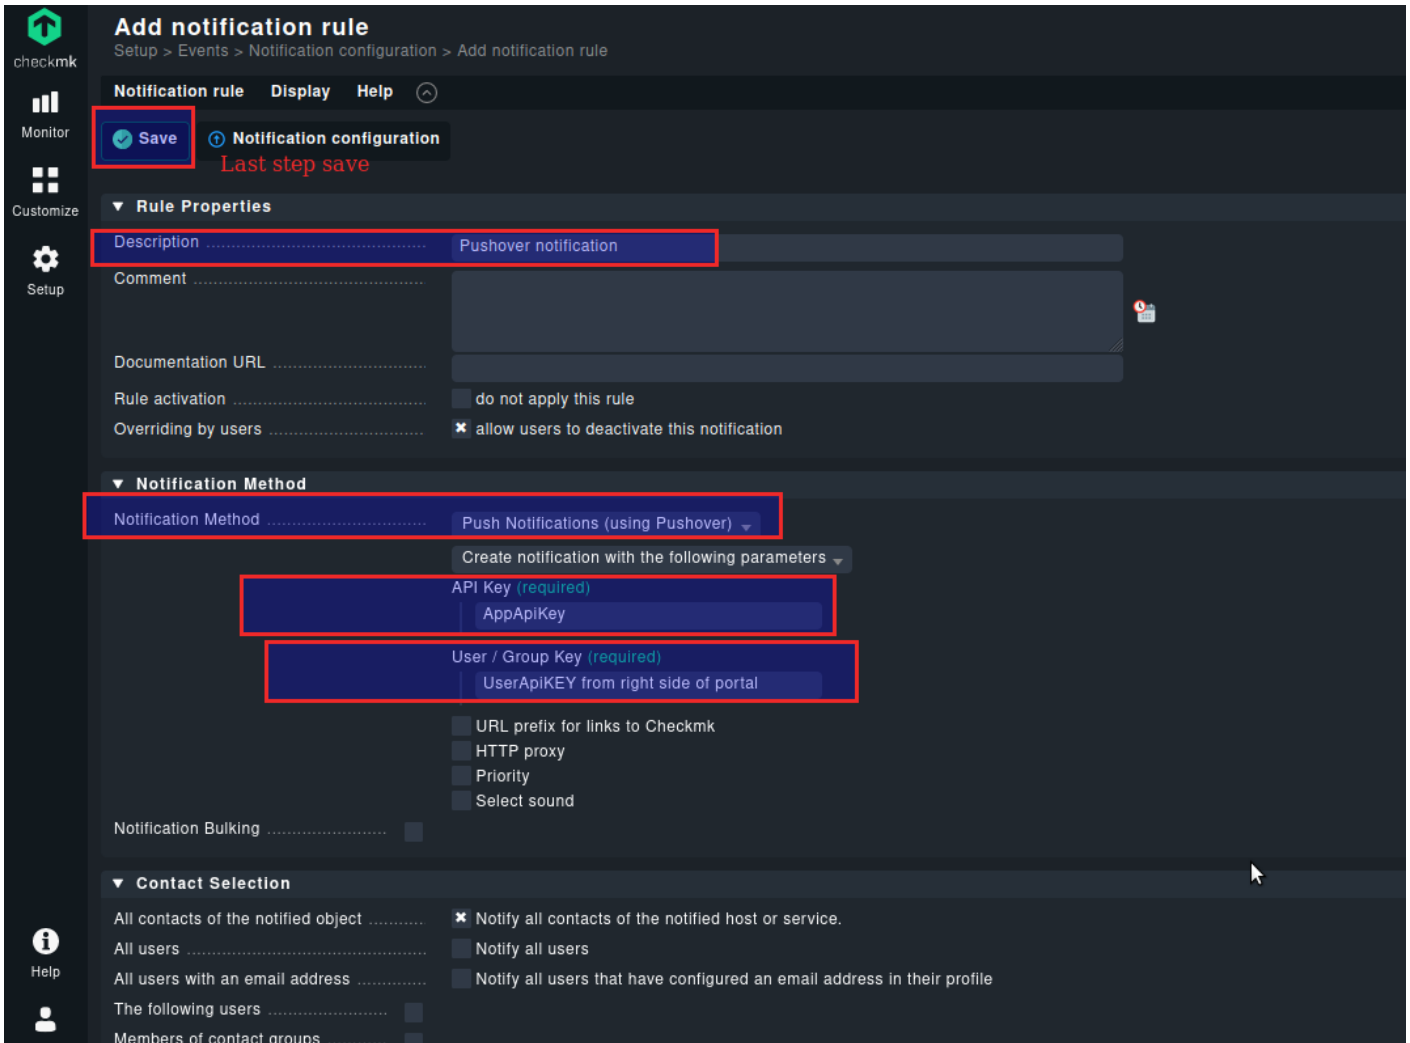 Add notification rule
Setup > Events > Notification configuration > Add notification rule
checkmk
Notification rule Display Help
Monitor
Save Notification configuration
Last step save
Customize
Rule Properties
Description Pushover notification
Setup
Comment
Documentation URL
Rule activation do not apply this rule
Overriding by users allow users to deactivate this notification
Notification Method
Notification Method Push Notifications (using Pushover)
Create notification with the following parameters
API Key (required)
AppApiKey
User / Group Key (required)
UserApiKEY from right side of portal
URL prefix for links to Checkmk
HTTP proxy
Priority
Select sound
Notification Bulking
Contact Selection
All contacts of the notified object Notify all contacts of the notified host or service.
All users Notify all users
Help
All users with an email address Notify all users that have configured an email address in their profile
The following users
Members of contact groups